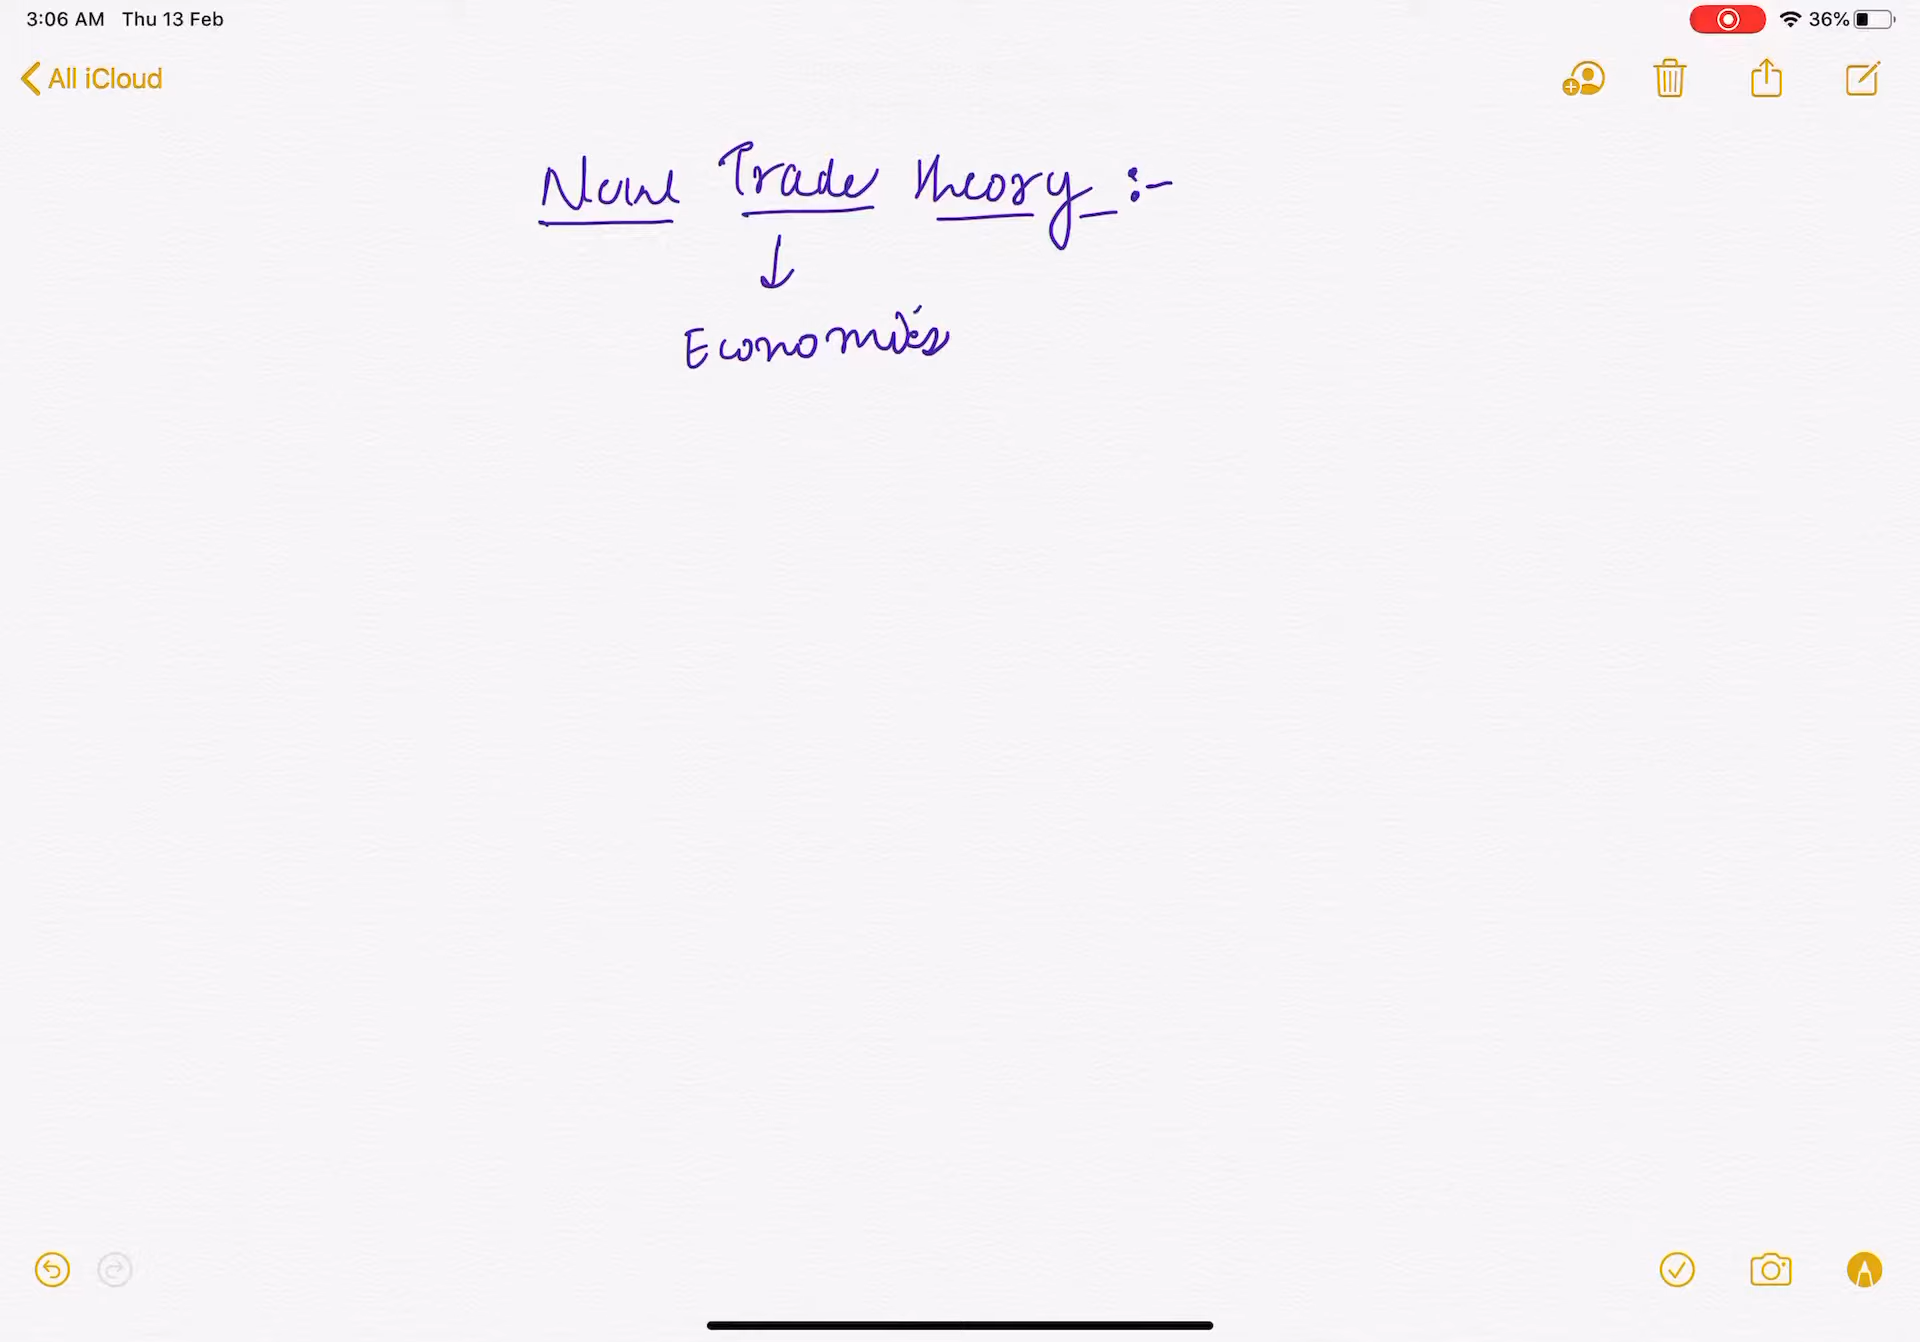 3:06 AM Thu 13 Feb 36%
All iCloud
New Trade theory :-
↓
Economies